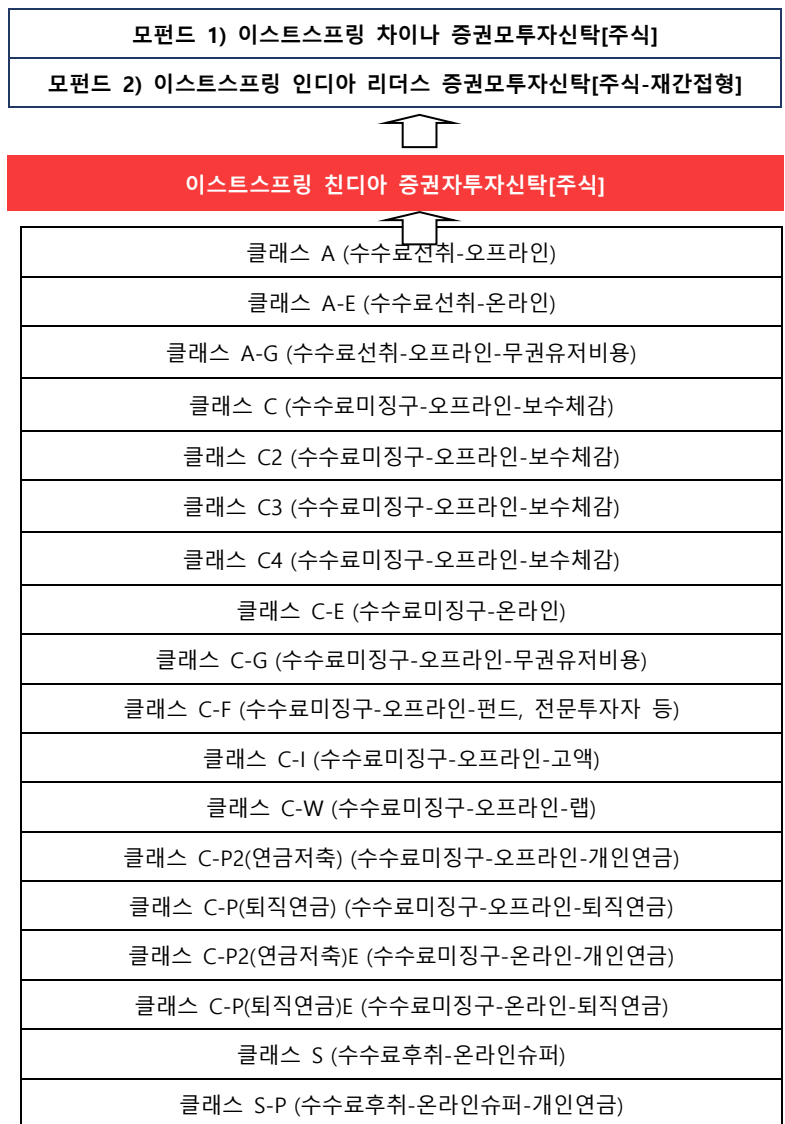 모펀드 1) 이스트스프링 차이나 증권모투자신탁[주식]
모펀드 2) 이스트스프링 인디아 리더스 증권모투자신탁[주식-재간접형]
이스트스프링 친디아 증권자투자신탁[주식]
클래스 A (수수료선취-오프라인)
클래스 A-E (수수료선취-온라인)
클래스 A-G (수수료선취-오프라인-무권유저비용)
클래스 C (수수료미징구-오프라인-보수체감)
클래스 C2 (수수료미징구-오프라인-보수체감)
클래스 C3 (수수료미징구-오프라인-보수체감)
클래스 C4 (수수료미징구-오프라인-보수체감)
클래스 C-E (수수료미징구-온라인)
클래스 C-G (수수료미징구-오프라인-무권유저비용)
클래스 C-F (수수료미징구-오프라인-펀드, 전문투자자 등)
클래스 C-I (수수료미징구-오프라인-고액)
클래스 C-W (수수료미징구-오프라인-랩)
클래스 C-P2(연금저축) (수수료미징구-오프라인-개인연금)
클래스 C-P(퇴직연금) (수수료미징구-오프라인-퇴직연금)
클래스 C-P2(연금저축)E (수수료미징구-온라인-개인연금)
클래스 C-P(퇴직연금)E (수수료미징구-온라인-퇴직연금)
클래스 S (수수료후취-온라인슈퍼)
클래스 S-P (수수료후취-온라인슈퍼-개인연금)